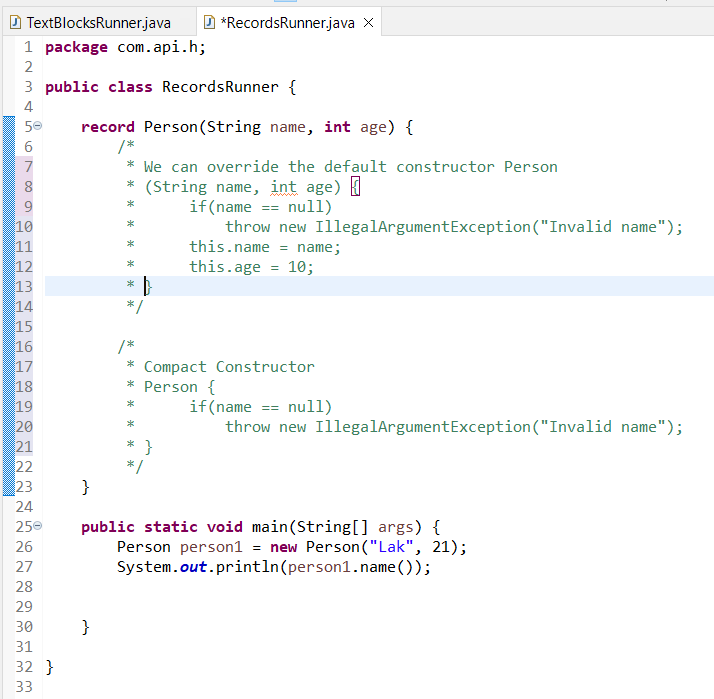 TextBlocksRunner.java
*RecordsRunner.java
1 package com.api.h;
2
3 public class RecordsRunner {
4
5     record Person(String name, int age) {
6         /*
7          * We can override the default constructor Person
8          * (String name, int age) {
9          *      if(name == null)
10          *          throw new IllegalArgumentException("Invalid name");
11          *      this.name = name;
12          *      this.age = 10;
13          * }
14          */
15
16         /*
17          * Compact Constructor
18          * Person {
19          *      if(name == null)
20          *          throw new IllegalArgumentException("Invalid name");
21          * }
22          */
23     }
24
25     public static void main(String[] args) {
26         Person person1 = new Person("Lak", 21);
27         System.out.println(person1.name());
28
29
30     }
31
32 }
33